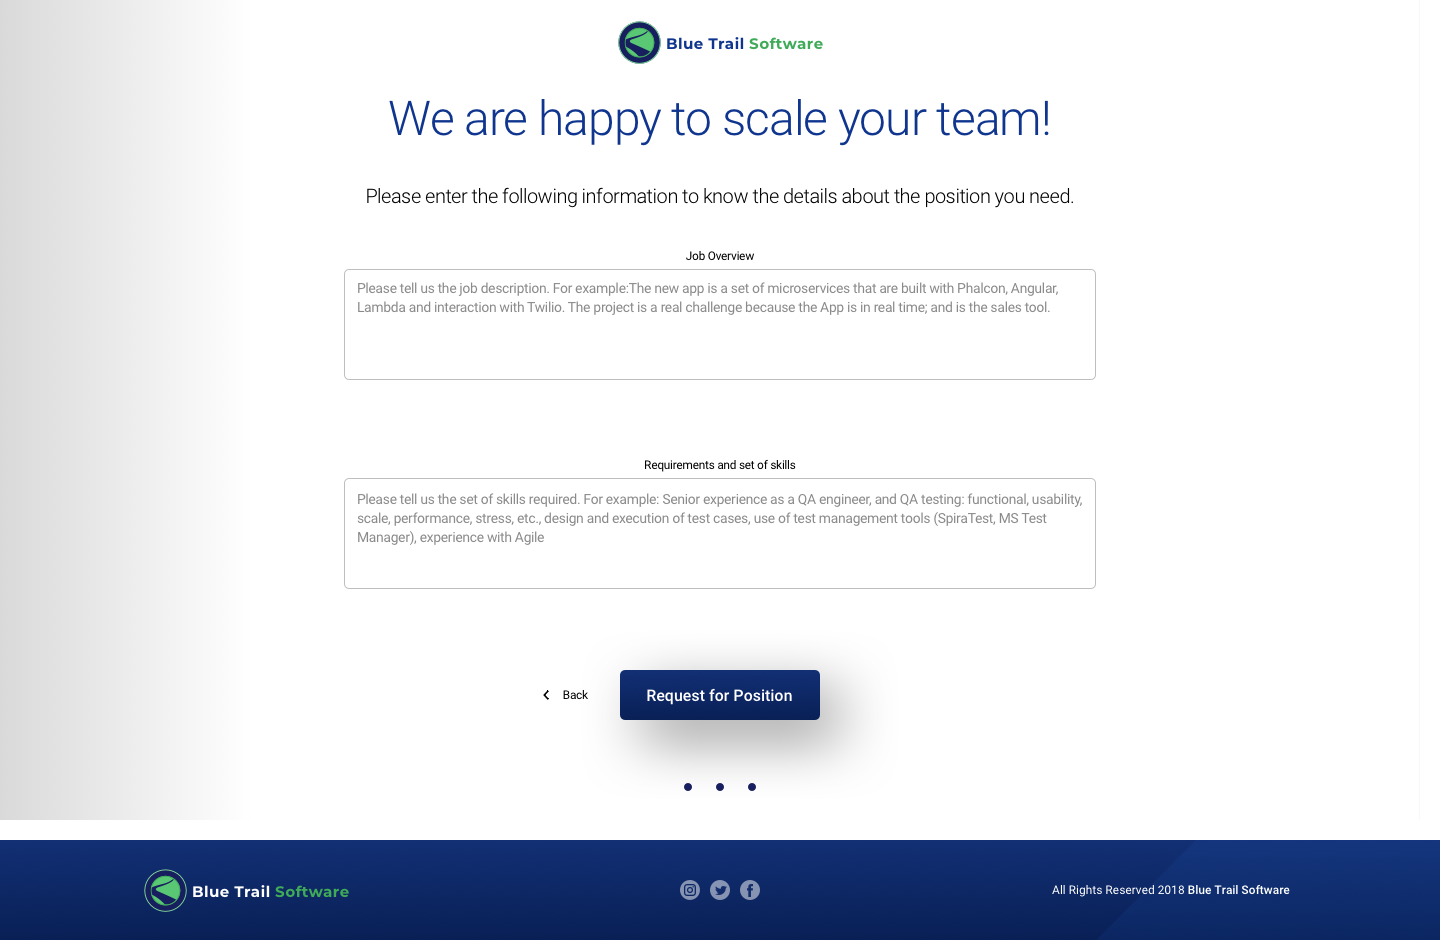 Blue Trail Software
We are happy to scale your team!
Please enter the following information to know the details about the position you need.
Job Overview
Please tell us the job description. For example:The new app is a set of microservices that are built with Phalcon, Angular,
Lambda and interaction with Twilio. The project is a real challenge because the App is in real time; and is the sales tool.
Requirements and set of skills
Please tell us the set of skills required. For example: Senior experience as a QA engineer, and QA testing: functional, usability,
scale, performance, stress, etc., design and execution of test cases, use of test management tools (SpiraTest, MS Test
Manager), experience with Agile
Back
Request for Position
Blue Trail Software
All Rights Reserved 2018 Blue Trail Software